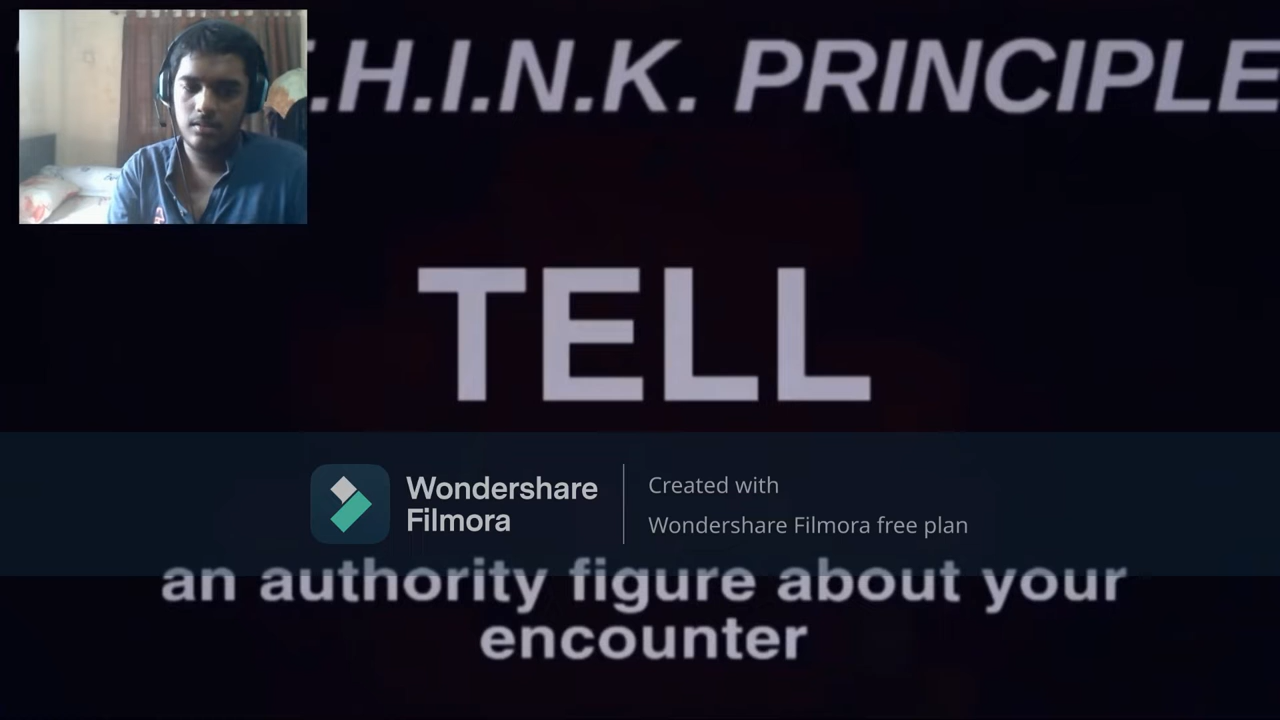 .H.I.N.K. PRINCIPLE
TELL
Wondershare
Filmora
Created with
Wondershare Filmora free plan
an authority figure about your
encounter